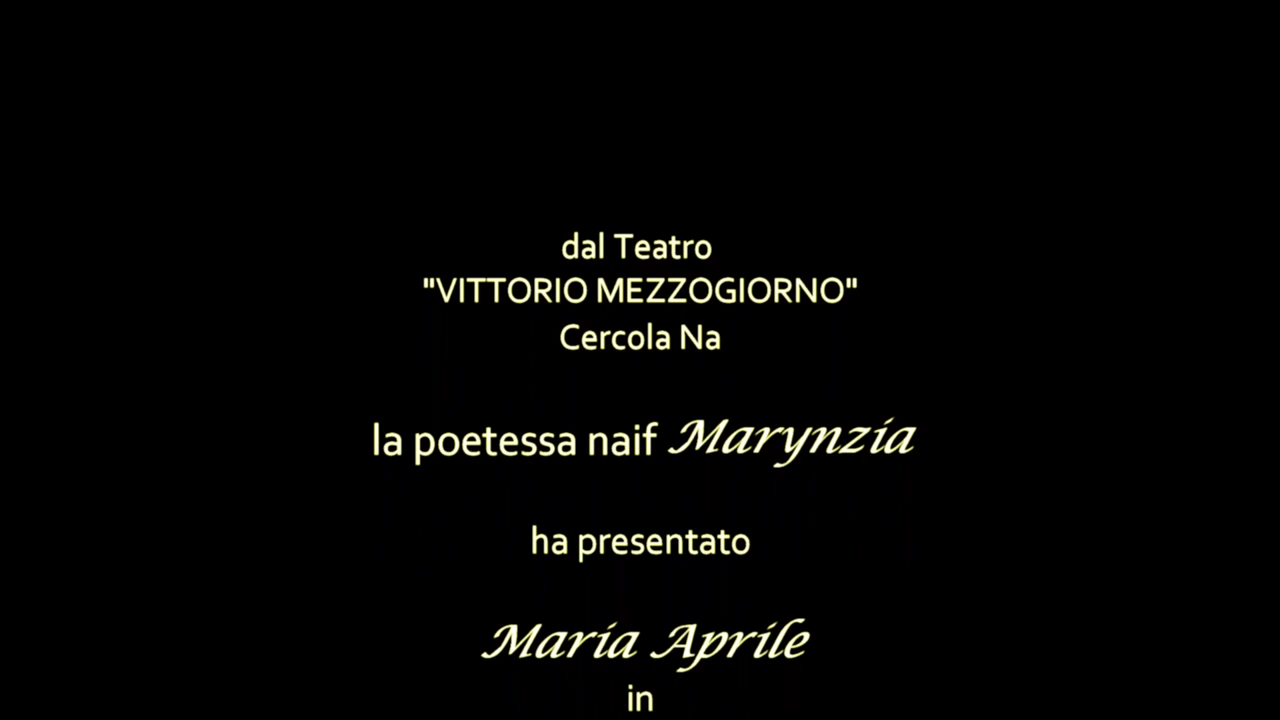 dal Teatro
"VITTORIO MEZZOGIORNO"
Cercola Na
la poetessa naif Marynzia
ha presentato
Maria Aprile
in